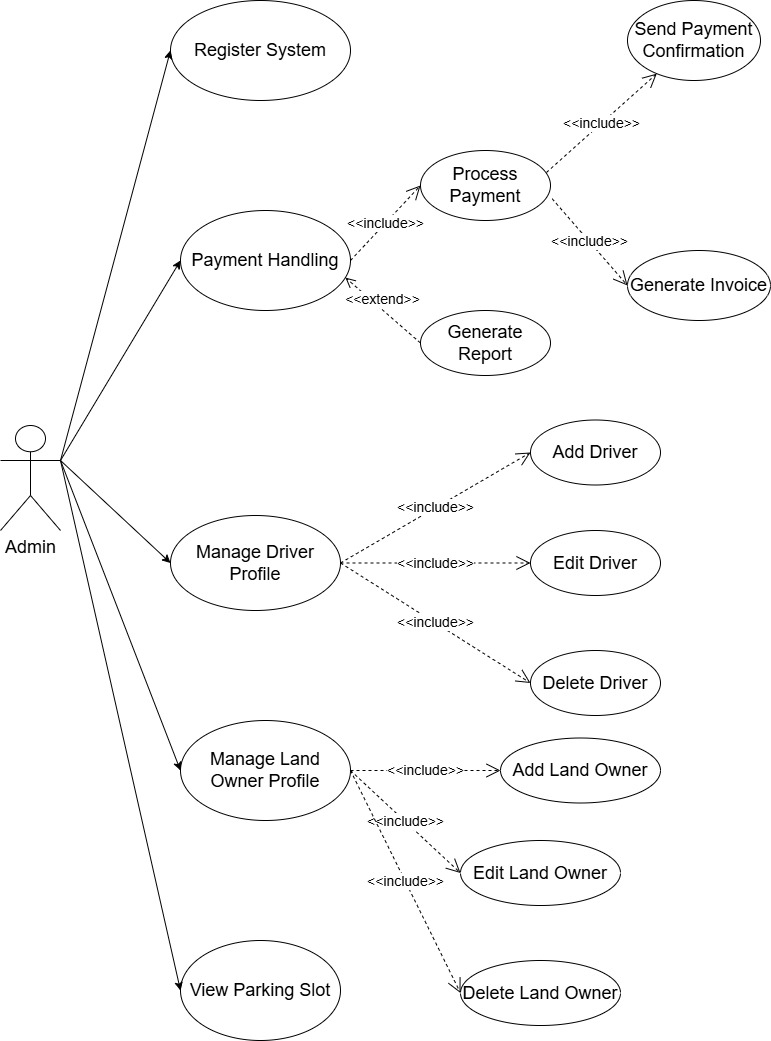 Register System
Send Payment
Confirmation
<<include>>
Process
Payment
<<include>>
Payment Handling
<<include>>
Generate Invoice
<<extend>>
Generate
Report
Admin
Add Driver
<<include>>
Manage Driver
Profile
<<include>>
Edit Driver
<<include>>
Delete Driver
Manage Land
Owner Profile
<<include>>
Add Land Owner
<<include>>
Edit Land Owner
<<include>>
View Parking Slot
Delete Land Owner